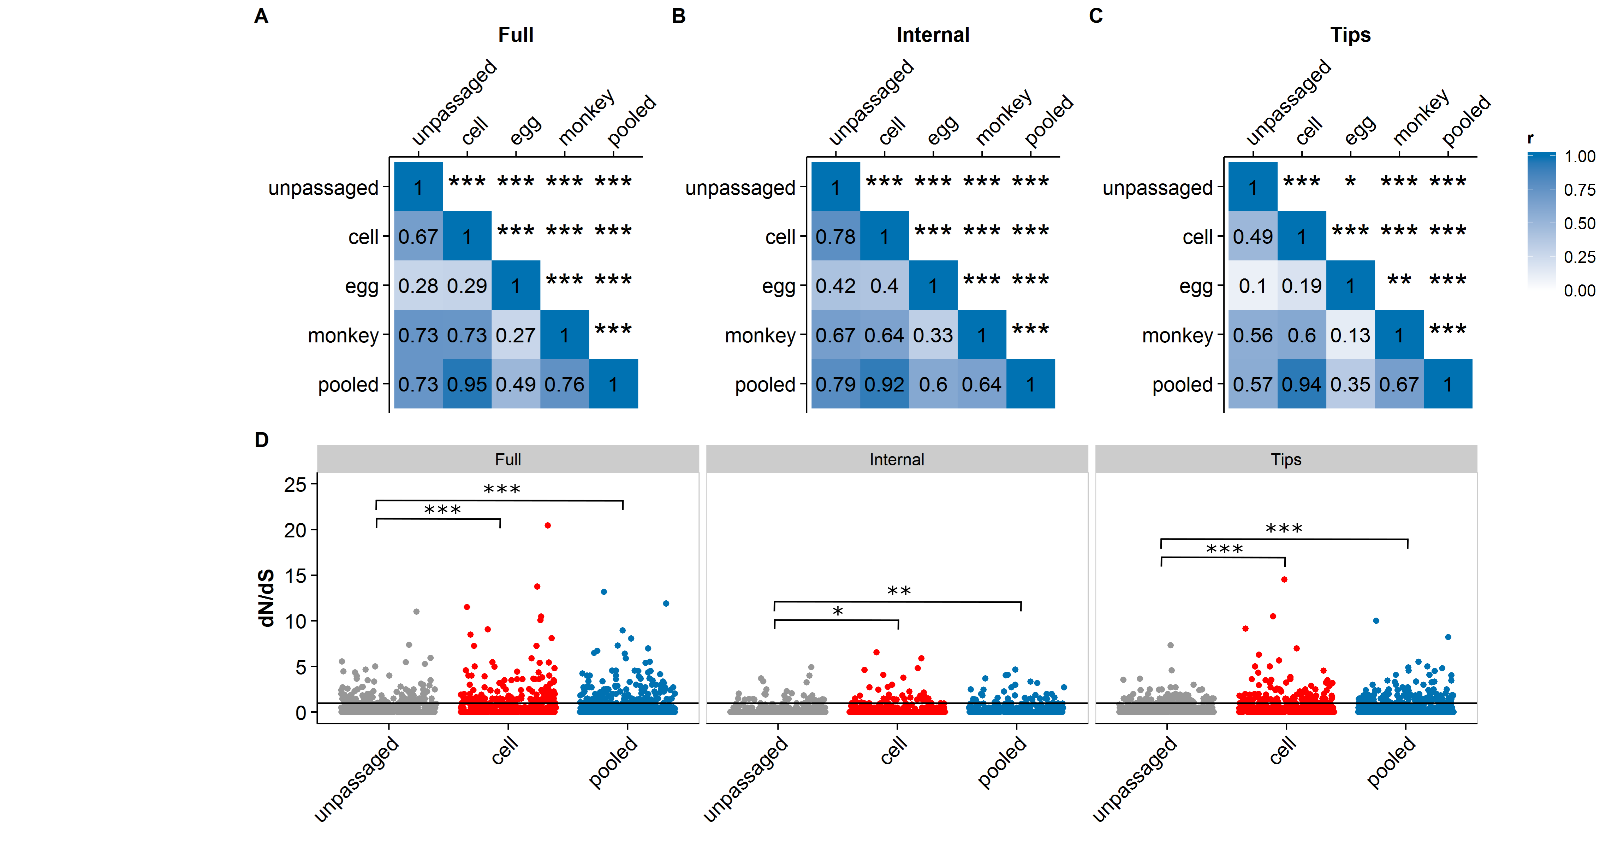 A
B
C
Full
Internal
Tips
unpassaged
cell
egg
monkey
pooled
unpassaged
cell
egg
monkey
pooled
unpassaged
cell
egg
monkey
pooled
r
unpassaged 1 *** *** *** ***
cell 0.67 1 *** *** ***
egg 0.28 0.29 1 *** ***
monkey 0.73 0.73 0.27 1 ***
pooled 0.73 0.95 0.49 0.76 1
unpassaged 1 *** *** *** ***
cell 0.78 1 *** *** ***
egg 0.42 0.4 1 *** ***
monkey 0.67 0.64 0.33 1 ***
pooled 0.79 0.92 0.6 0.64 1
unpassaged 1 *** * *** ***
cell 0.49 1 *** *** ***
egg 0.1 0.19 1 ** ***
monkey 0.56 0.6 0.13 1 ***
pooled 0.57 0.94 0.35 0.67 1
1.00
0.75
0.50
0.25
0.00
D
Full
Internal
Tips
dN/dS
25
20
15
10
5
0
***
***
**
*
***
***
unpassaged
cell
pooled
unpassaged
cell
pooled
unpassaged
cell
pooled